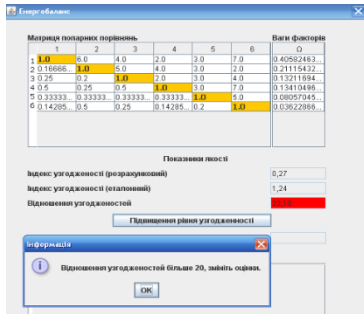 Енергобаланс
Матриця попарних порівнянь Ваги факторів
1 2 3 4 5 6 Ω
1 1.0 6.0 4.0 2.0 3.0 7.0 0.40582463...
2 0.16666... 1.0 5.0 4.0 3.0 2.0 0.21115432...
3 0.25 0.2 1.0 2.0 3.0 4.0 0.13211694...
4 0.5 0.25 0.5 1.0 3.0 7.0 0.13410496...
5 0.33333... 0.33333... 0.33333... 0.33333... 1.0 5.0 0.08057045...
6 0.14285... 0.5 0.25 0.14285... 0.2 1.0 0.03622866...
Показники якості
Індекс узгодженості (розрахунковий) 0,27
Індекс узгодженості (еталонний) 1,24
Відношення узгодженостей
Підвищення рівня узгодженності
Інформація
Відношення узгодженостей більше 20, змініть оцінки.
OK